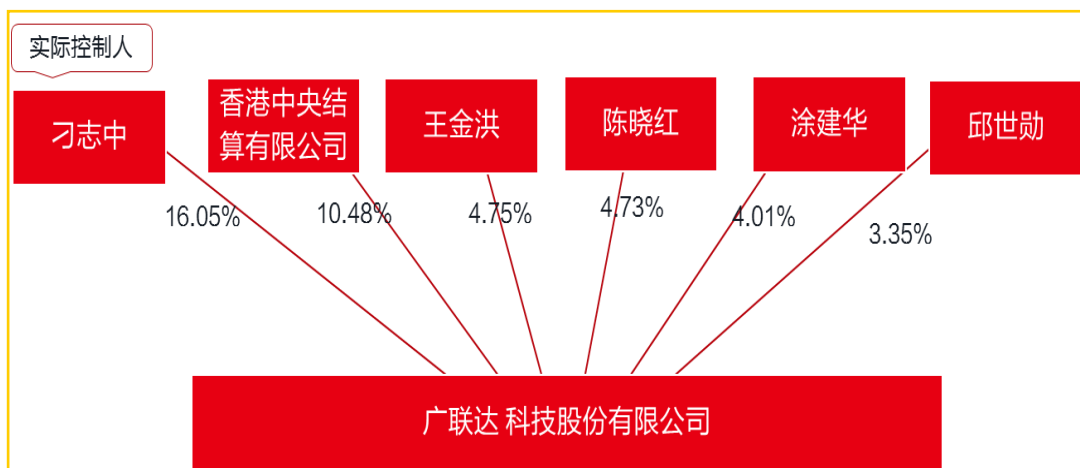 实际控制人
刁志中
香港中央结
算有限公司
王金洪
陈晓红
涂建华
邱世勋
16.05%
10.48%
4.75%
4.73%
4.01%
3.35%
广联达 科技股份有限公司